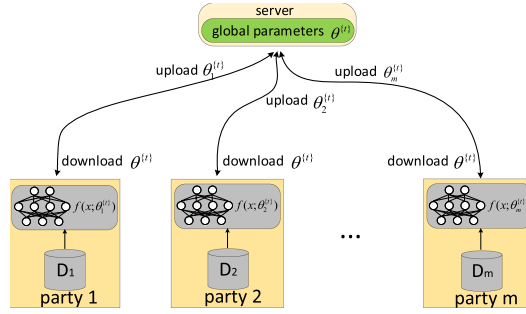 server
global parameters θ^{t}
upload θ_1^{t}
upload θ_2^{t}
upload θ_m^{t}
download θ^{t}
download θ^{t}
download θ^{t}
f(x;θ_1^{t})
f(x;θ_2^{t})
f(x;θ_m^{t})
...
D1
D2
Dm
party 1
party 2
party m